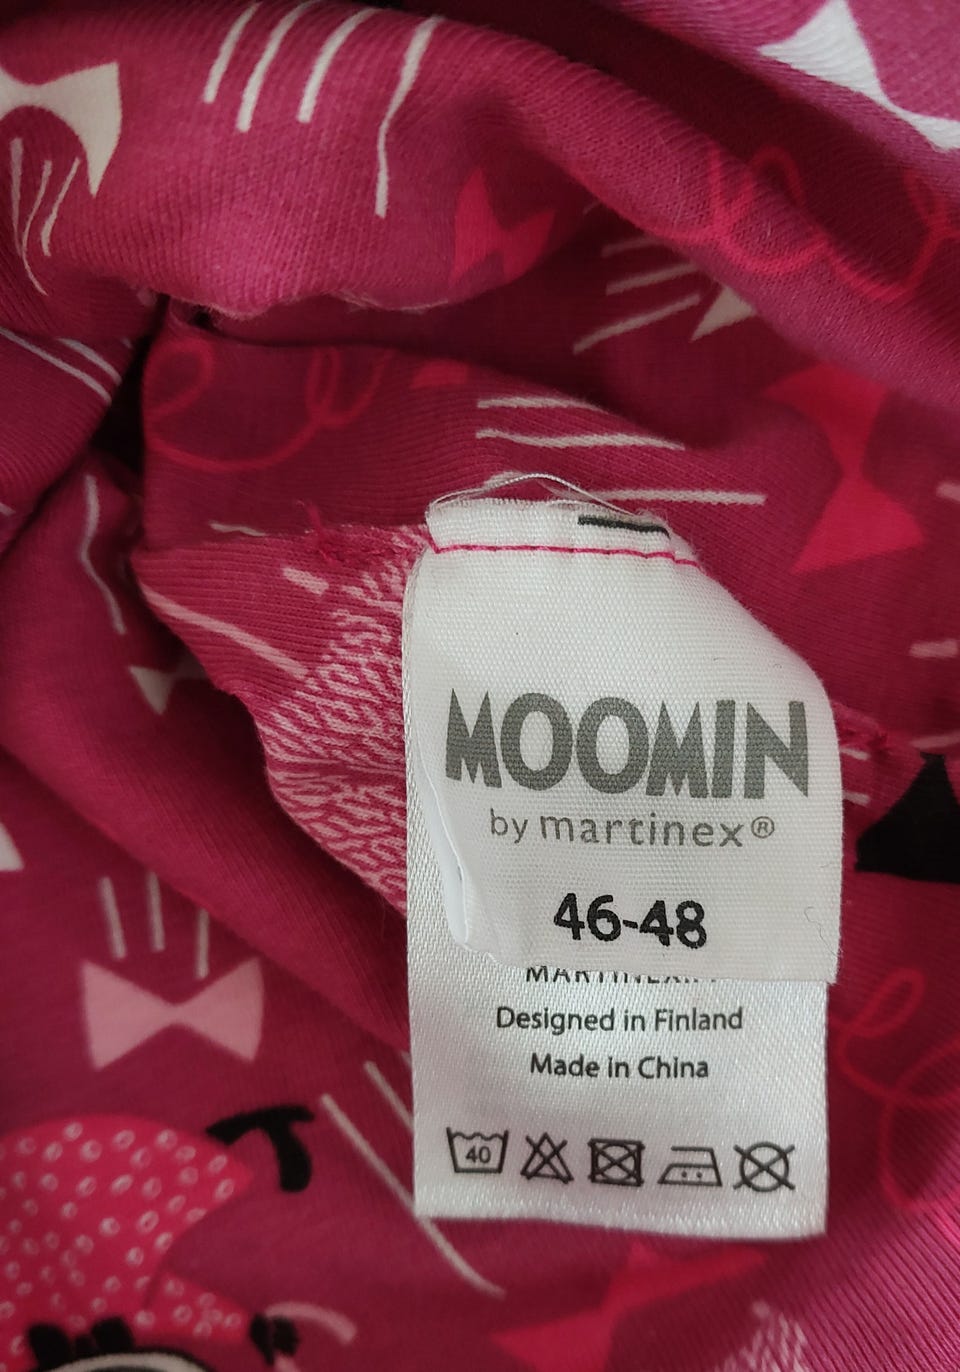 MOOMIN
by martinex®
46-48
Designed in Finland
Made in China
40